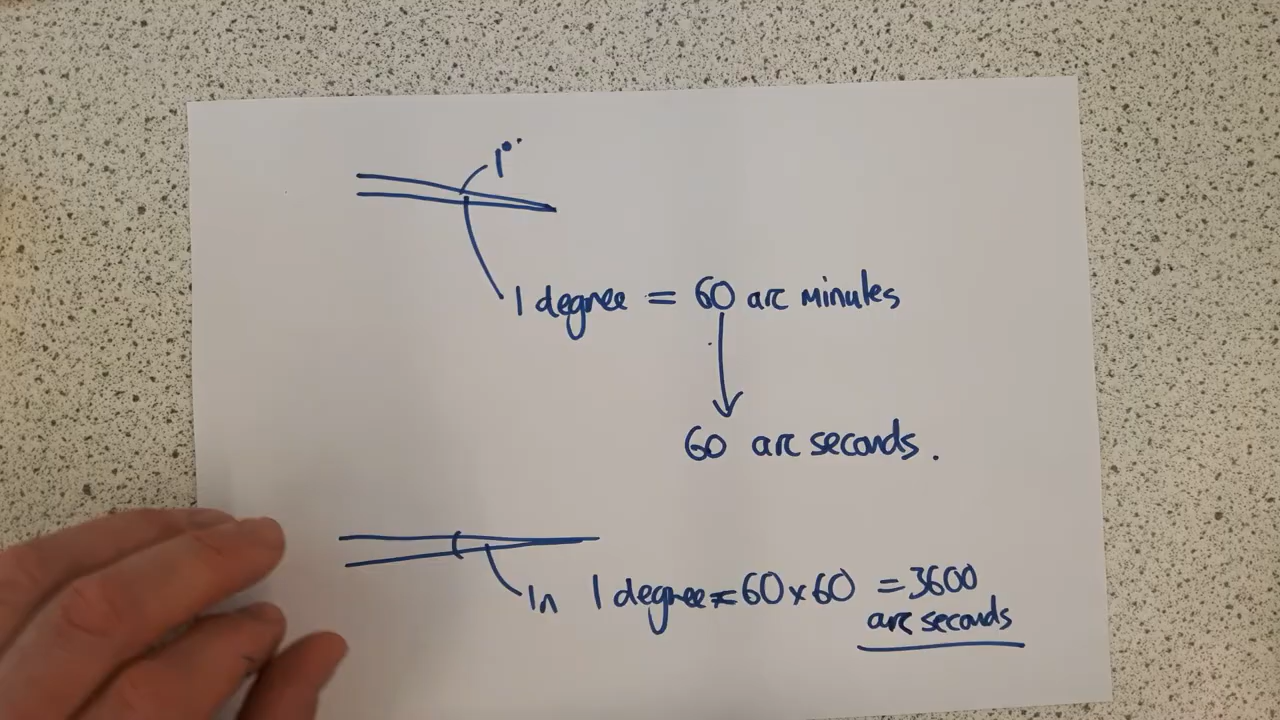 1°
1 degree = 60 arc minutes
60 arc seconds.
In 1 degree = 60 x 60 = 3600
arc seconds